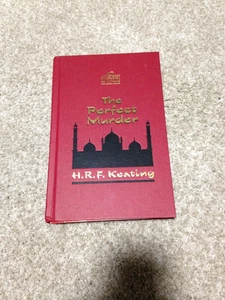 The
Perfect
Murder
H.R.F. Keating